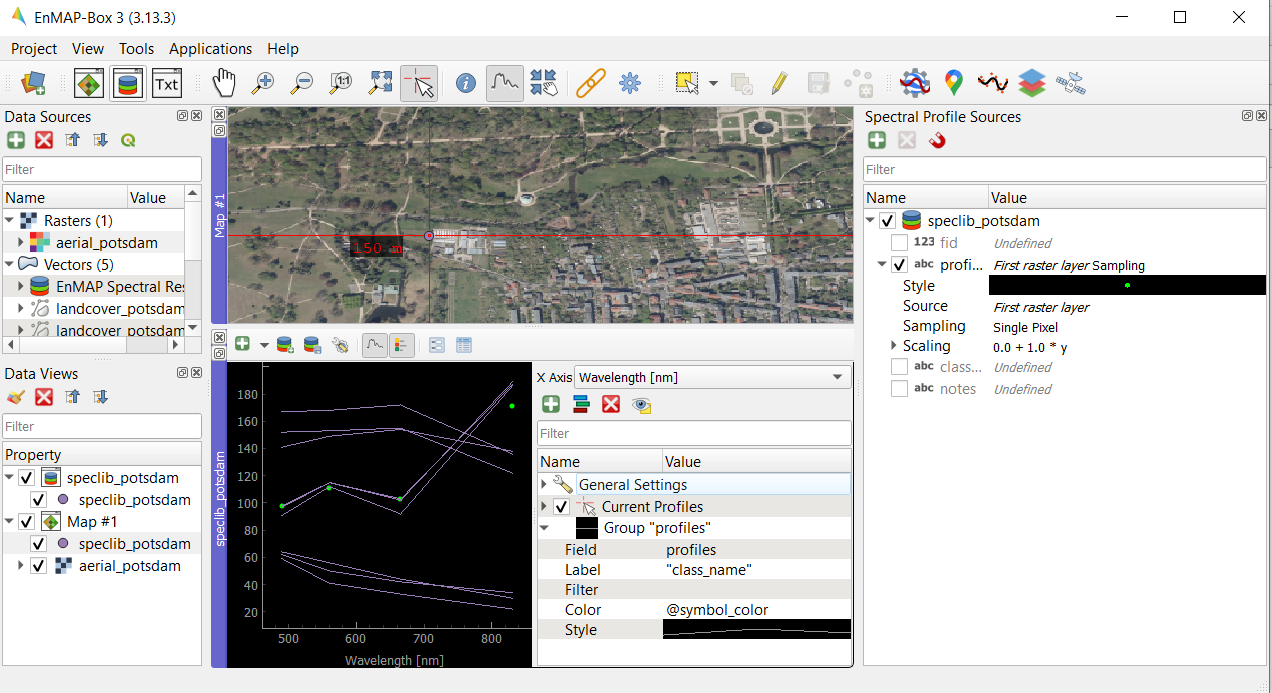 EnMAP-Box 3 (3.13.3)
Project View Tools Applications Help
1:1
Txt
Data Sources
Filter
Name Value
Rasters (1)
aerial_potsdam
Vectors (5)
EnMAP Spectral Res
landcover_potsdam
landcover_potsdam
Data Views
Filter
Property
speclib_potsdam
speclib_potsdam
Map #1
speclib_potsdam
aerial_potsdam
Map #1
150 m
speclib_potsdam
180
160
140
120
100
80
60
40
20
500 600 700 800
Wavelength [nm]
X Axis Wavelength [nm]
Filter
Name Value
General Settings
Current Profiles
Group "profiles"
Field profiles
Label "class_name"
Filter
Color @symbol_color
Style
Spectral Profile Sources
Filter
Name Value
speclib_potsdam
123 fid Undefined
abc profi... First raster layer Sampling
Style
Source First raster layer
Sampling Single Pixel
Scaling 0.0 + 1.0 * y
abc class... Undefined
abc notes Undefined